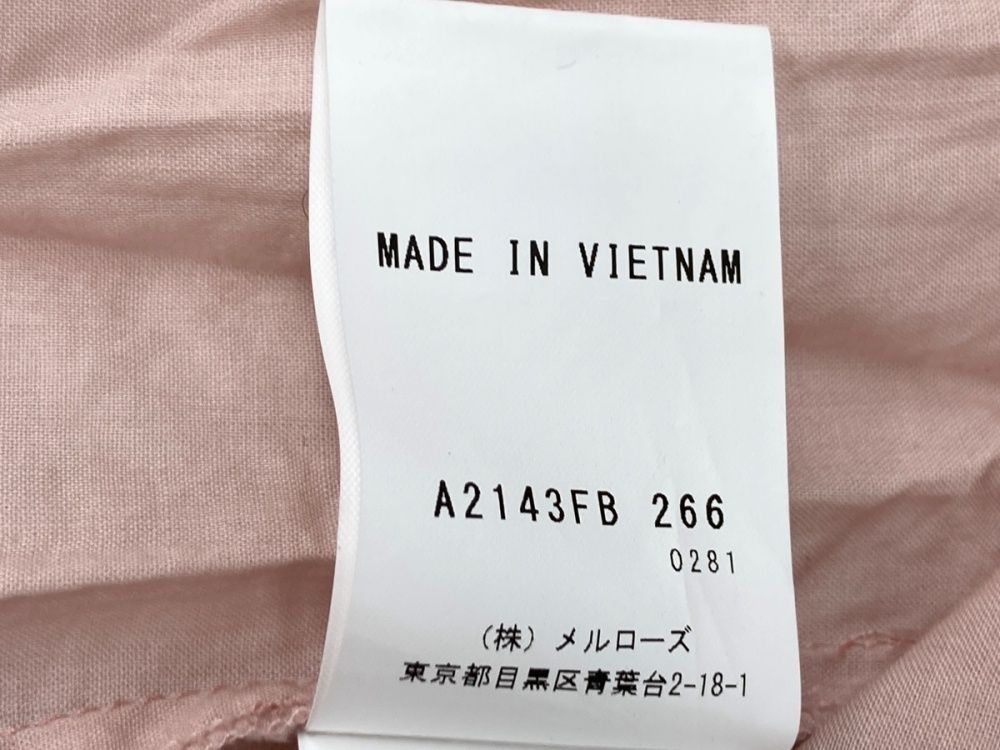 MADE IN VIETNAM
A2143FB 266
0281
(株)メルローズ
東京都目黒区青葉台2-18-1